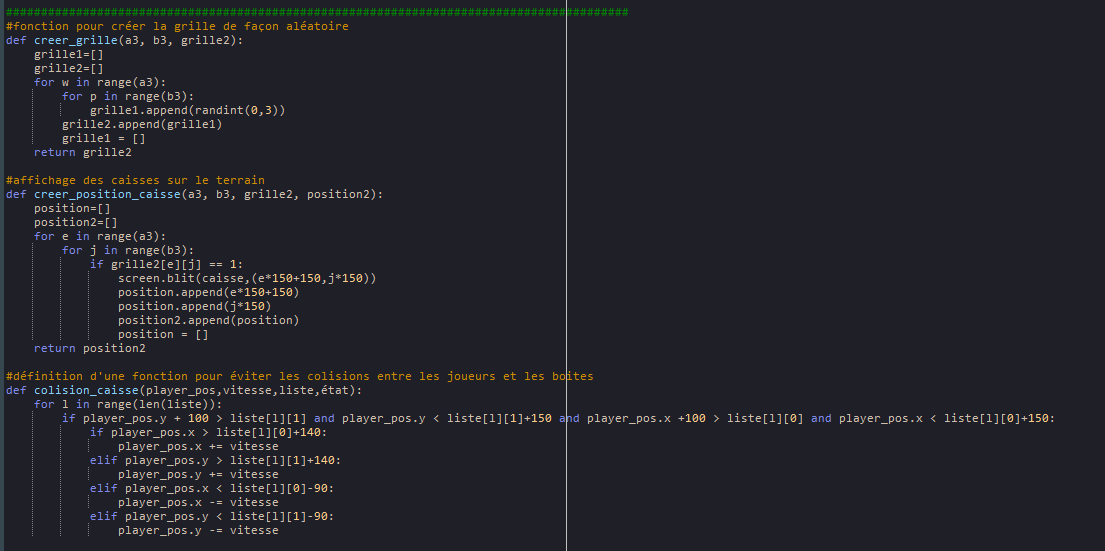 ##########################################################################################
#fonction pour créer la grille de façon aléatoire
def creer_grille(a3, b3, grille2):
    grille1=[]
    grille2=[]
    for w in range(a3):
        for p in range(b3):
            grille1.append(randint(0,3))
        grille2.append(grille1)
        grille1 = []
    return grille2

#affichage des caisses sur le terrain
def creer_position_caisse(a3, b3, grille2, position2):
    position=[]
    position2=[]
    for e in range(a3):
        for j in range(b3):
            if grille2[e][j] == 1:
                screen.blit(caisse,(e*150+150,j*150))
                position.append(e*150+150)
                position.append(j*150)
                position2.append(position)
                position = []
    return position2

#définition d'une fonction pour éviter les colisions entre les joueurs et les boites
def colision_caisse(player_pos,vitesse,liste,état):
    for l in range(len(liste)):
        if player_pos.y + 100 > liste[l][1] and player_pos.y < liste[l][1]+150 and player_pos.x +100 > liste[l][0] and player_pos.x < liste[l][0]+150:
            if player_pos.x > liste[l][0]+140:
                player_pos.x += vitesse
            elif player_pos.y > liste[l][1]+140:
                player_pos.y += vitesse
            elif player_pos.x < liste[l][0]-90:
                player_pos.x -= vitesse
            elif player_pos.y < liste[l][1]-90:
                player_pos.y -= vitesse